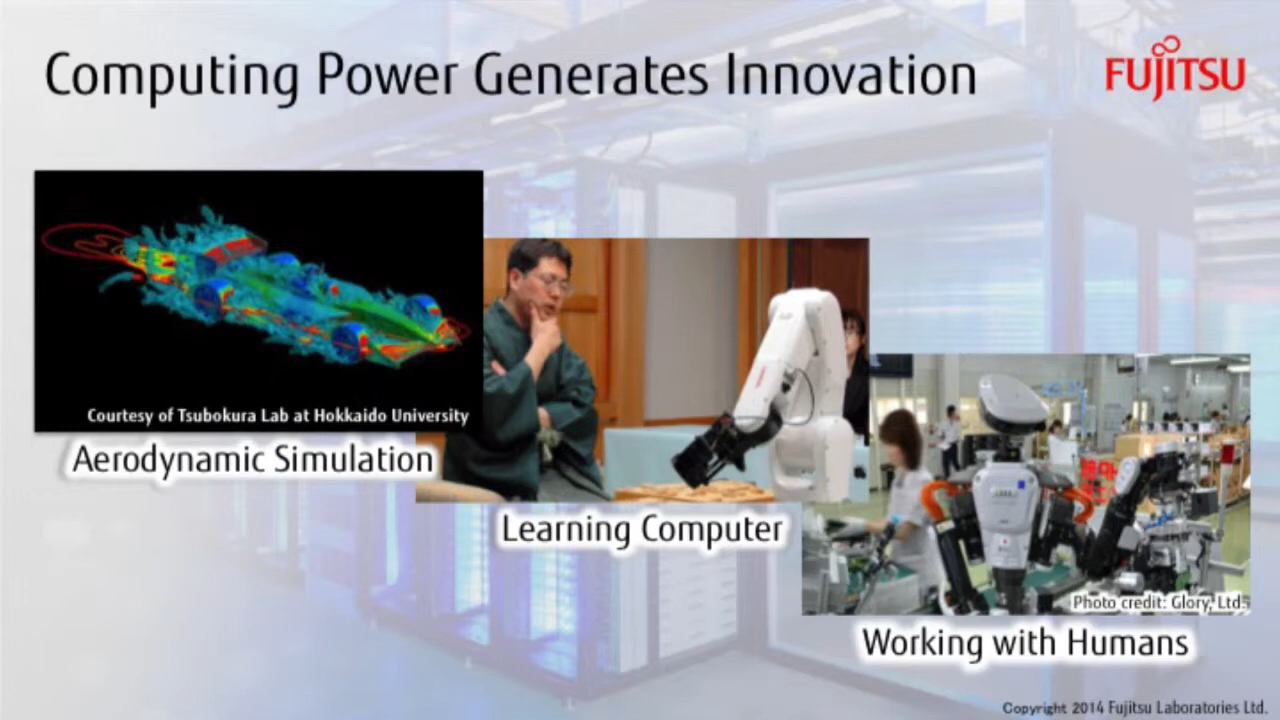 Computing Power Generates Innovation
FUJITSU
Courtesy of Tsubokura Lab at Hokkaido University
Aerodynamic Simulation
Learning Computer
Photo credit: Glory, Ltd.
Working with Humans
Copyright 2014 Fujitsu Laboratories Ltd.